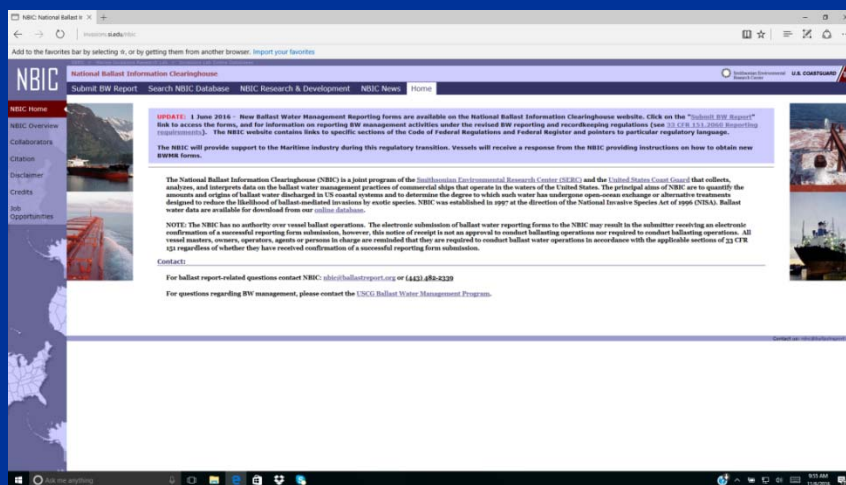 NBIC: National Ballast Ir
invasions.si.edu/nbic
Add to the favorites bar by selecting ☆, or by getting them from another browser. Import your favorites
NBIC
National Ballast Information Clearinghouse
Smithsonian Environmental Research Center
U.S. COAST GUARD
Submit BW Report Search NBIC Database NBIC Research & Development NBIC News Home
NBIC Home
NBIC Overview
Collaborators
Citation
Disclaimer
Credits
Job
Opportunities
UPDATE: 1 June 2016 - New Ballast Water Management Reporting forms are available on the National Ballast Information Clearinghouse website. Click on the "Submit BW Report"
link to access the forms, and for information on reporting BW management activities under the revised BW reporting and recordkeeping regulations (see 33 CFR 151.2060 Reporting
requirements). The NBIC website contains links to specific sections of the Code of Federal Regulations and Federal Register and pointers to particular regulatory language.
The NBIC will provide support to the Maritime industry during this regulatory transition. Vessels will receive a response from the NBIC providing instructions on how to obtain new
BWMR forms.
The National Ballast Information Clearinghouse (NBIC) is a joint program of the Smithsonian Environmental Research Center (SERC) and the United States Coast Guard that collects,
analyzes, and interprets data on the ballast water management practices of commercial ships that operate in the waters of the United States. The principal aims of NBIC are to quantify the
amounts and origins of ballast water discharged in US coastal systems and to determine the degree to which such water has undergone open-ocean exchange or alternative treatments
designed to reduce the likelihood of ballast-mediated invasions by exotic species. NBIC was established in 1997 at the direction of the National Invasive Species Act of 1996 (NISA). Ballast
water data are available for download from our online database.
NOTE: The NBIC has no authority over vessel ballast operations. The electronic submission of ballast water reporting forms to the NBIC may result in the submitter receiving an electronic
confirmation of a successful reporting form submission, however, this notice of receipt is not an approval to conduct ballasting operations nor required to conduct ballasting operations. All
vessel masters, owners, operators, agents or persons in charge are reminded that they are required to conduct ballast water operations in accordance with the applicable sections of 33 CFR
151 regardless of whether they have received confirmation of a successful reporting form submission.
Contact:
For ballast report-related questions contact NBIC: nbic@ballastreport.org or (443) 482-2339
For questions regarding BW management, please contact the USCG Ballast Water Management Program.
Ask me anything
9:55 AM